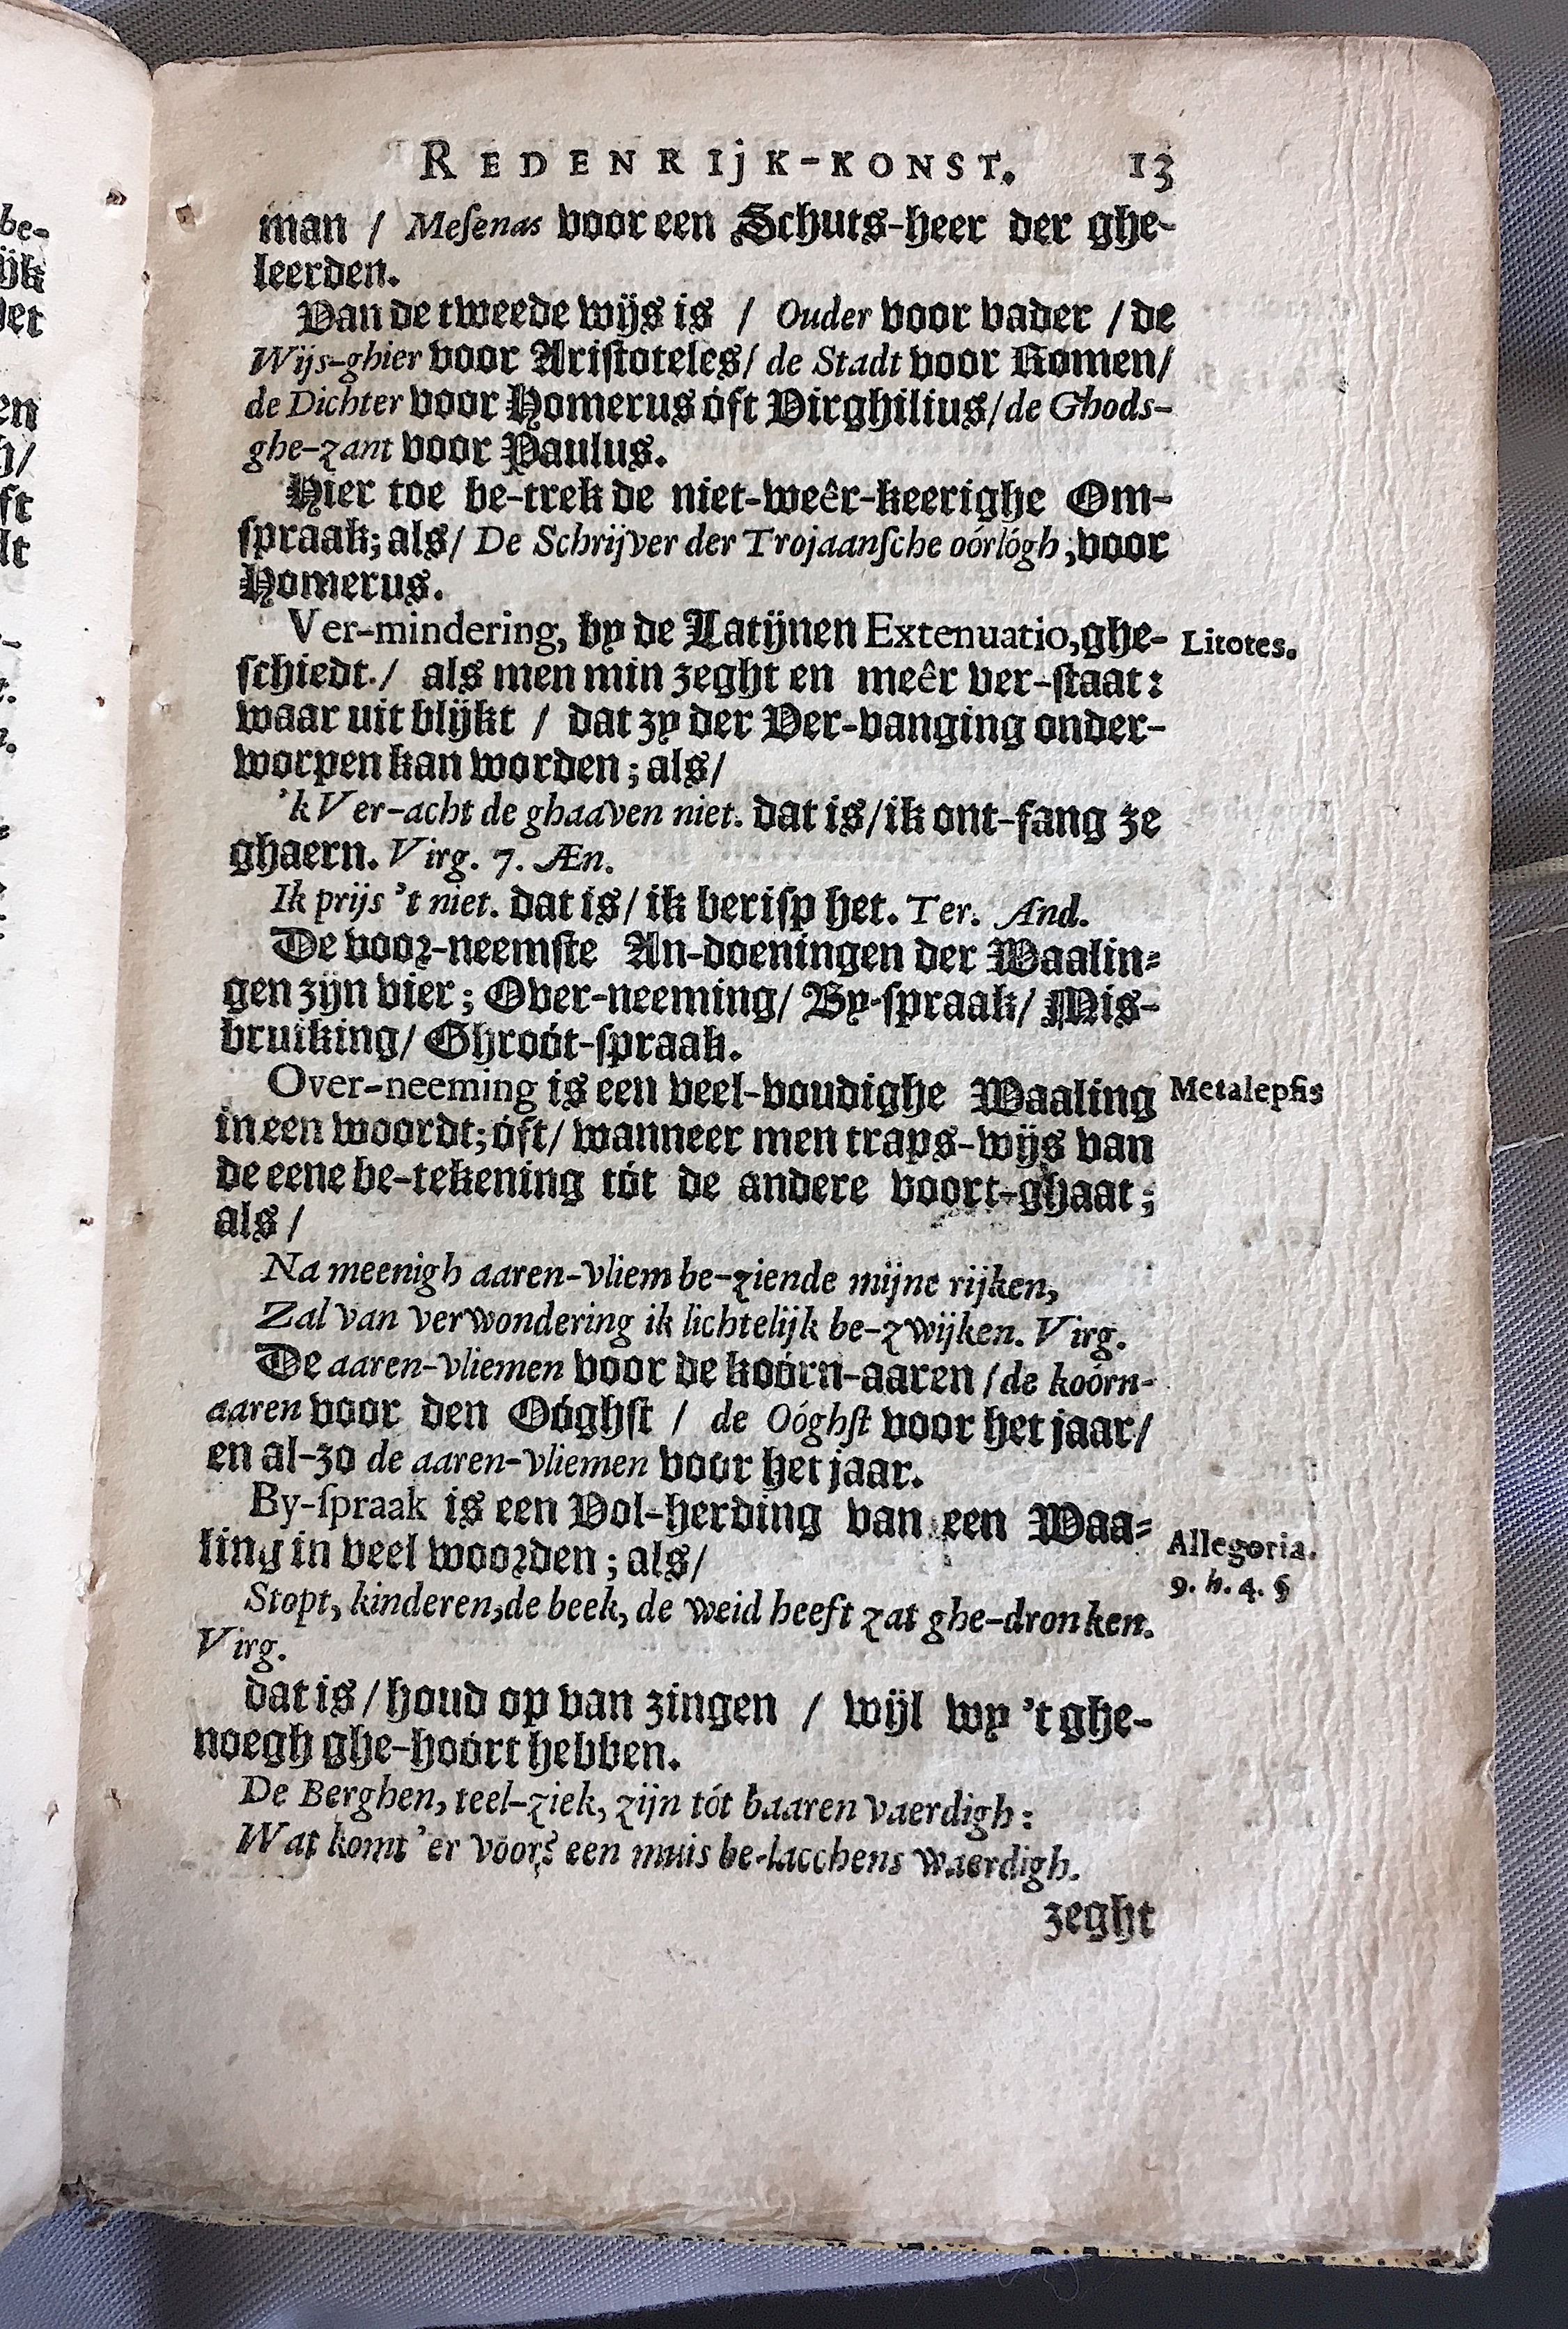 REDENRIjK-KONST. 13
man / Meſenas voor een Schuts-heer der ghe-
leerden.
Van de tweede wijs is / Ouder voor vader / de
Wijs-ghier voor Ariſtoteles/ de Stadt voor Romen/
de Dichter voor Homerus óft Virghilius/ de Ghods-
ghe-zant voor Paulus.
Hier toe be-trek de niet-weêr-keerighe Om-
ſpraak; als/ De Schrijver der Trojaanſche oórlógh, voor
Homerus.
Ver-mindering, by de Latijnen Extenuatio, ghe-
ſchiedt / als men min zeght en meêr ver-ſtaat:
waar uit blijkt / dat zy der Ver-vanging onder-
worpen kan worden; als/
Litotes.
'k Ver-acht de ghaaven niet. dat is/ ik ont-fang ze
ghaern. Virg. 7. Æn.
Ik prijs 't niet. dat is/ ik beriſp het. Ter. And.
De voor-neemſte An-doeningen der Waalin-
gen zijn vier; Over-neeming/ By-ſpraak/ Mis-
bruiking/ Ghroót-ſpraak.
Over-neeming is een veel-voudighe Waaling
in een woordt; óft/ wanneer men traps-wijs van
de eene be-tekening tót de andere voort-ghaat;
als /
Metalepſis
Na meenigh aaren-vliem be-ziende mijne rijken,
Zal van verwondering ik lichtelijk be-zwijken. Virg.
De aaren-vliemen voor de koórn-aaren / de koórn-
aaren voor den Oóghſt / de Oóghſt voor het jaar/
en al-zo de aaren-vliemen voor het jaar.
By-ſpraak is een Vol-herding van een Waa-
ling in veel woorden; als/
Allegoria.
9. h. 4. §
Stopt, kinderen, de beek, de weid heeft zat ghe-dronken.
Virg.
dat is / houd op van zingen / wijl wy 't ghe-
noegh ghe-hoórt hebben.
De Berghen, teel-ziek, zijn tót baaren vaerdigh:
Wat komt 'er voor? een muis be-lacchens waerdigh.
zeght